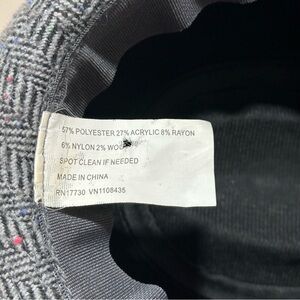 57% POLYESTER 27% ACRYLIC 8% RAYON
6% NYLON 2% WOOL
SPOT CLEAN IF NEEDED
MADE IN CHINA
RN17730 VN1108435